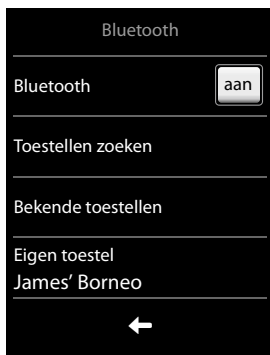 Bluetooth
Bluetooth
aan
Toestellen zoeken
Bekende toestellen
Eigen toestel
James’ Borneo